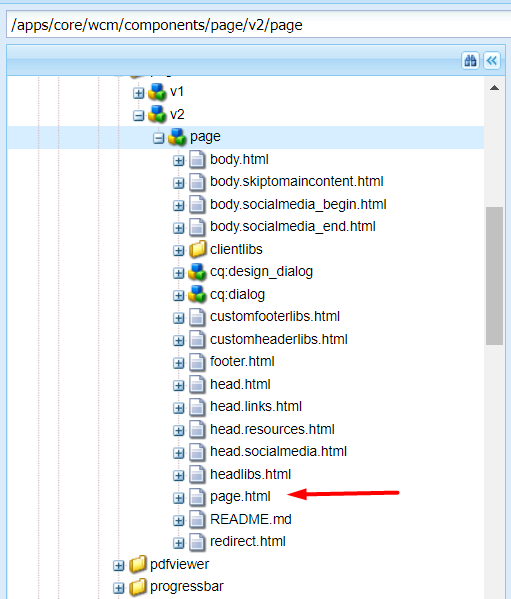 /apps/core/wcm/components/page/v2/page
v1
v2
page
body.html
body.skiptomaincontent.html
body.socialmedia_begin.html
body.socialmedia_end.html
clientlibs
cq:design_dialog
cq:dialog
customfooterlibs.html
customheaderlibs.html
footer.html
head.html
head.links.html
head.resources.html
head.socialmedia.html
headlibs.html
page.html
README.md
redirect.html
pdfviewer
progressbar